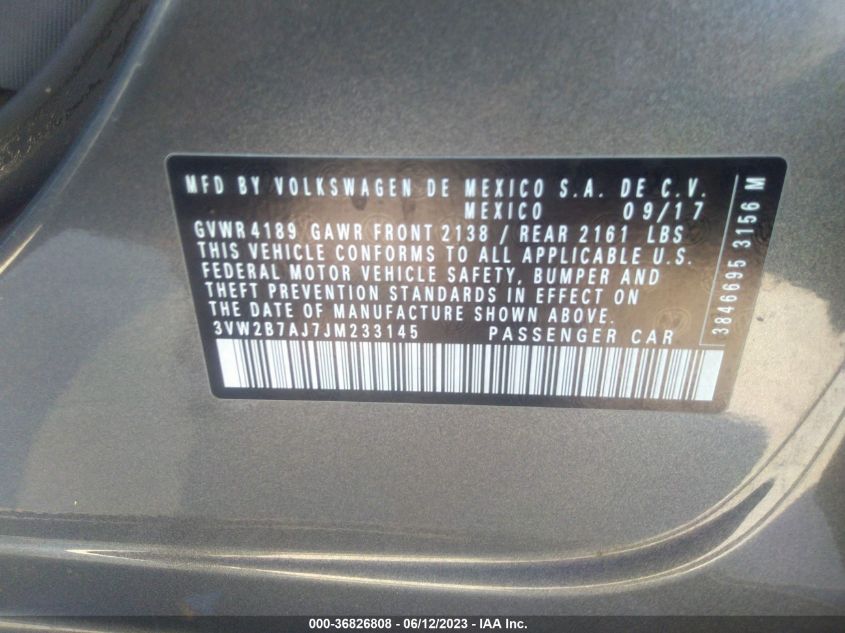 MFD BY VOLKSWAGEN DE MEXICO S.A. DE C.V.
MEXICO 09/17
GVWR 4189 GAWR FRONT 2138 / REAR 2161 LBS
THIS VEHICLE CONFORMS TO ALL APPLICABLE U.S.
FEDERAL MOTOR VEHICLE SAFETY, BUMPER AND
THEFT PREVENTION STANDARDS IN EFFECT ON
THE DATE OF MANUFACTURE SHOWN ABOVE.
3VW2B7AJ7JM233145 PASSENGER CAR
3846695 3156 M
000-36826808 - 06/12/2023 - IAA Inc.